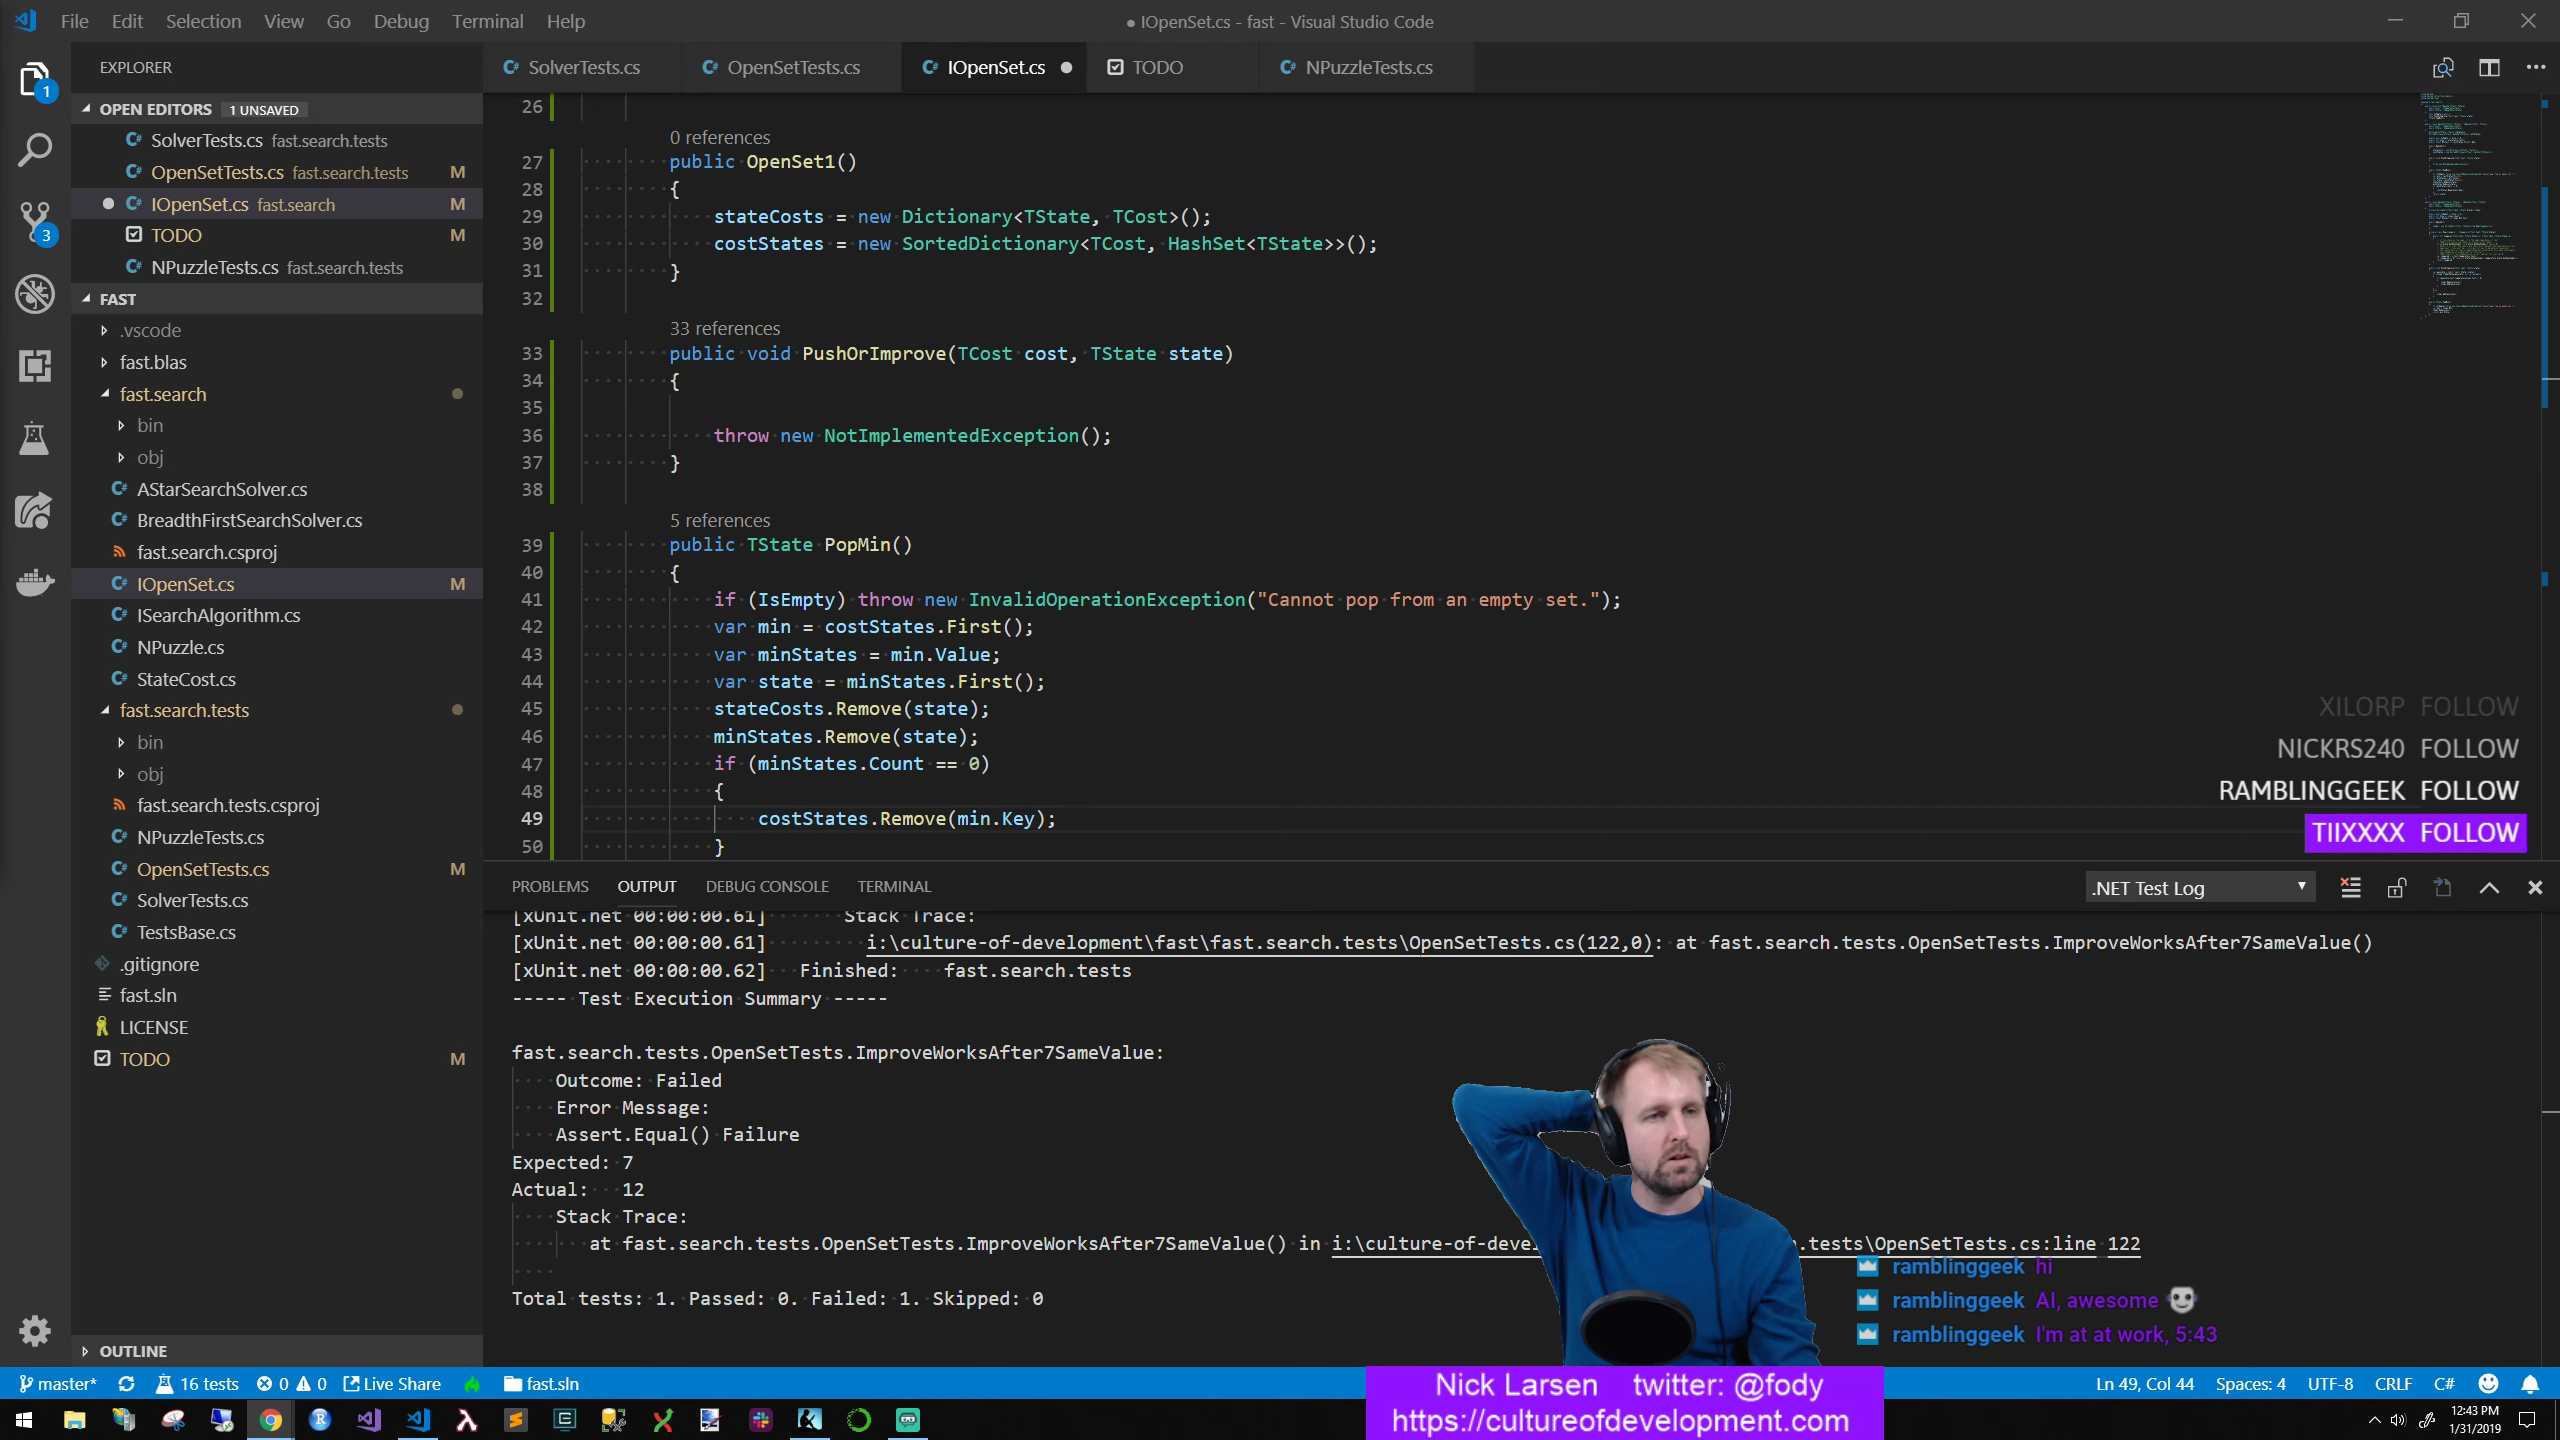 File Edit Selection View Go Debug Terminal Help
● IOpenSet.cs - fast - Visual Studio Code
EXPLORER
OPEN EDITORS 1 UNSAVED
SolverTests.cs fast.search.tests
OpenSetTests.cs fast.search.tests M
IOpenSet.cs fast.search M
TODO M
NPuzzleTests.cs fast.search.tests
FAST
.vscode
fast.blas
fast.search
bin
obj
AStarSearchSolver.cs
BreadthFirstSearchSolver.cs
fast.search.csproj
IOpenSet.cs M
ISearchAlgorithm.cs
NPuzzle.cs
StateCost.cs
fast.search.tests
bin
obj
fast.search.tests.csproj
NPuzzleTests.cs
OpenSetTests.cs M
SolverTests.cs
TestsBase.cs
.gitignore
fast.sln
LICENSE
TODO M
OUTLINE
1
3
SolverTests.cs OpenSetTests.cs IOpenSet.cs TODO NPuzzleTests.cs
26
0 references
27 public OpenSet1()
28 {
29 stateCosts = new Dictionary<TState, TCost>();
30 costStates = new SortedDictionary<TCost, HashSet<TState>>();
31 }
32
33 references
33 public void PushOrImprove(TCost cost, TState state)
34 {
35
36 throw new NotImplementedException();
37 }
38
5 references
39 public TState PopMin()
40 {
41 if (IsEmpty) throw new InvalidOperationException("Cannot pop from an empty set.");
42 var min = costStates.First();
43 var minStates = min.Value;
44 var state = minStates.First();
45 stateCosts.Remove(state);
46 minStates.Remove(state);
47 if (minStates.Count == 0)
48 {
49 costStates.Remove(min.Key);
50 }
XILORP FOLLOW
NICKRS240 FOLLOW
RAMBLINGGEEK FOLLOW
TIIXXXX FOLLOW
PROBLEMS OUTPUT DEBUG CONSOLE TERMINAL .NET Test Log
[xUnit.net 00:00:00.61] Stack Trace:
[xUnit.net 00:00:00.61] i:\culture-of-development\fast\fast.search.tests\OpenSetTests.cs(122,0): at fast.search.tests.OpenSetTests.ImproveWorksAfter7SameValue()
[xUnit.net 00:00:00.62] Finished: fast.search.tests
----- Test Execution Summary -----
fast.search.tests.OpenSetTests.ImproveWorksAfter7SameValue:
Outcome: Failed
Error Message:
Assert.Equal() Failure
Expected: 7
Actual: 12
Stack Trace:
at fast.search.tests.OpenSetTests.ImproveWorksAfter7SameValue() in i:\culture-of-deve .tests\OpenSetTests.cs:line 122
Total tests: 1. Passed: 0. Failed: 1. Skipped: 0
ramblinggeek hi
ramblinggeek AI, awesome
ramblinggeek I'm at at work, 5:43
master* 16 tests 0 0 Live Share fast.sln
Ln 49, Col 44 Spaces: 4 UTF-8 CRLF C#
Nick Larsen twitter: @fody
https://cultureofdevelopment.com
12:43 PM
1/31/2019